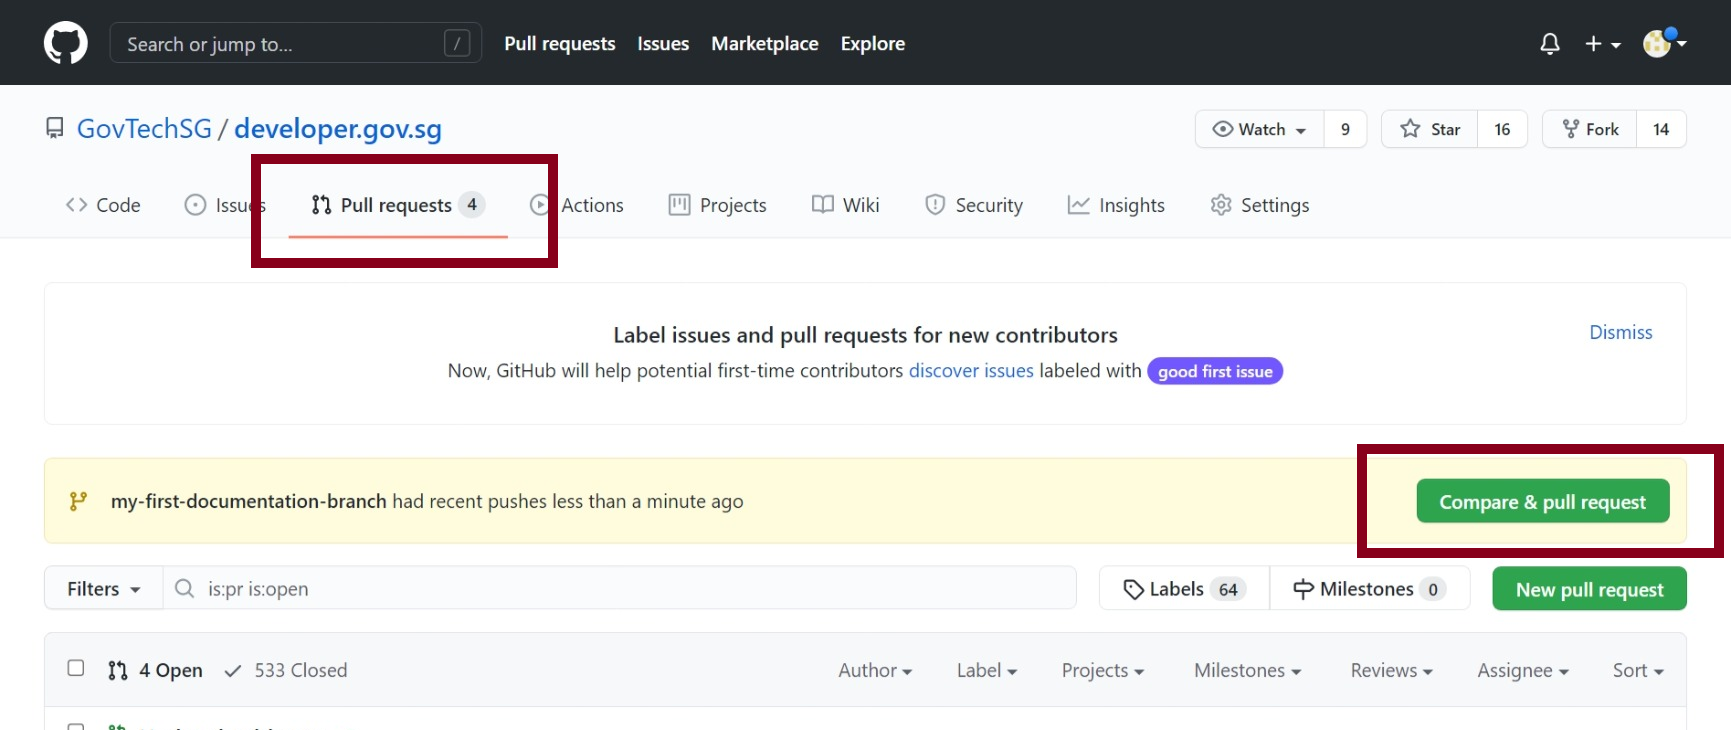 Search or jump to... /
Pull requests Issues Marketplace Explore
GovTechSG / developer.gov.sg
Watch 9 Star 16 Fork 14
Code Issues Pull requests 4 Actions Projects Wiki Security Insights Settings
Label issues and pull requests for new contributors
Dismiss
Now, GitHub will help potential first-time contributors discover issues labeled with good first issue
my-first-documentation-branch had recent pushes less than a minute ago
Compare & pull request
Filters is:pr is:open Labels 64 Milestones 0 New pull request
4 Open 533 Closed Author Label Projects Milestones Reviews Assignee Sort